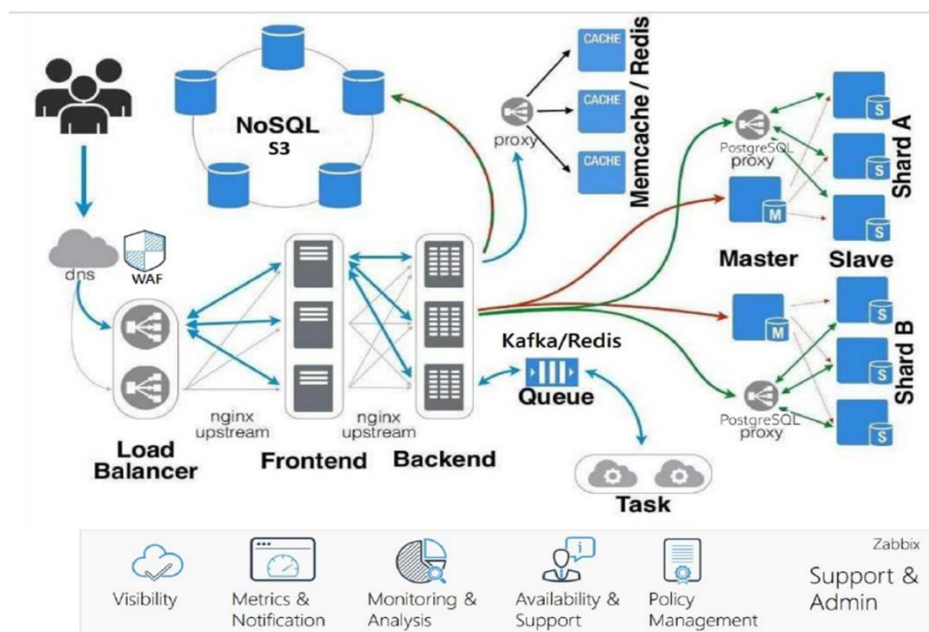 NoSQL
S3
proxy
CACHE
CACHE
CACHE
Memcache / Redis
PostgreSQL
proxy
M
Master
S
S
S
Slave
Shard A
dns
WAF
nginx
upstream
nginx
upstream
Load
Balancer
Frontend
Backend
Kafka/Redis
Queue
Task
M
PostgreSQL
proxy
S
S
S
Shard B
Visibility
Metrics &
Notification
Monitoring &
Analysis
Availability &
Support
Policy
Management
Zabbix
Support &
Admin